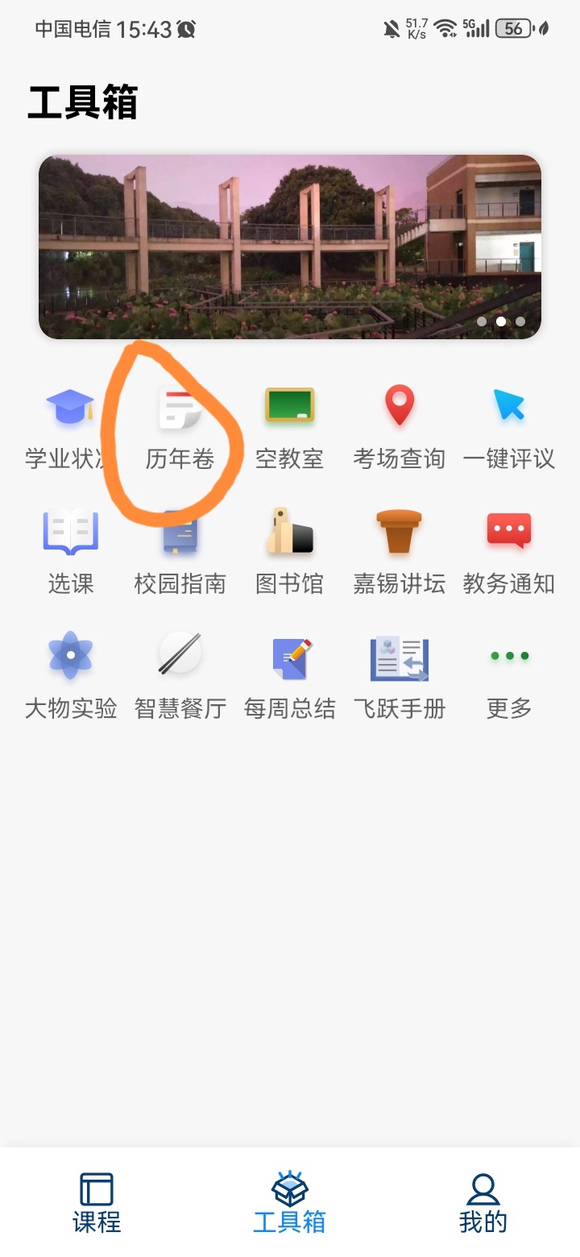 中国电信 15:43 51.7 K/s 5G 56
工具箱
学业状况 历年卷 空教室 考场查询 一键评议
选课 校园指南 图书馆 嘉锡讲坛 教务通知
大物实验 智慧餐厅 每周总结 飞跃手册 更多
课程 工具箱 我的